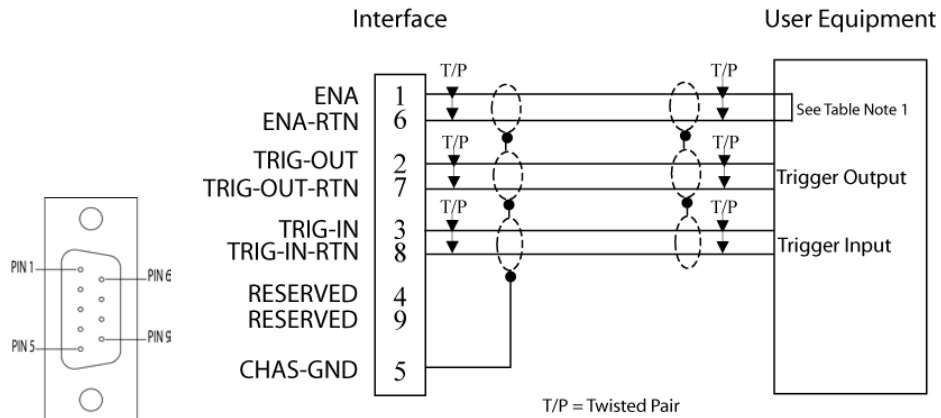 Interface User Equipment
T/P T/P
ENA 1
See Table Note 1
ENA-RTN 6
T/P T/P
TRIG-OUT 2
Trigger Output
TRIG-OUT-RTN 7
T/P T/P
TRIG-IN 3
Trigger Input
TRIG-IN-RTN 8
RESERVED 4
RESERVED 9
CHAS-GND 5
T/P = Twisted Pair
PIN 1
PIN 6
PIN 5
PIN 9